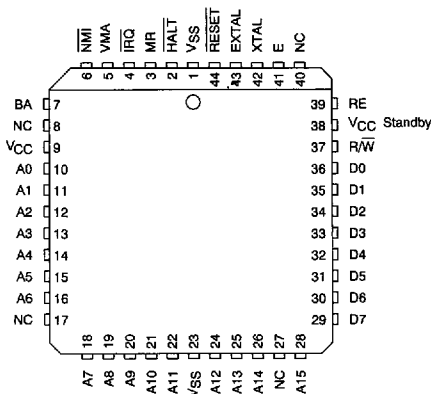 NMI VMA IRQ MR HALT VSS RESET EXTAL XTAL E NC
6 5 4 3 2 1 44 43 42 41 40
BA 7 39 RE
NC 8 38 VCC Standby
VCC 9 37 R/W
A0 10 36 D0
A1 11 35 D1
A2 12 34 D2
A3 13 33 D3
A4 14 32 D4
A5 15 31 D5
A6 16 30 D6
NC 17 29 D7
18 19 20 21 22 23 24 25 26 27 28
A7 A8 A9 A10 A11 VSS A12 A13 A14 NC A15